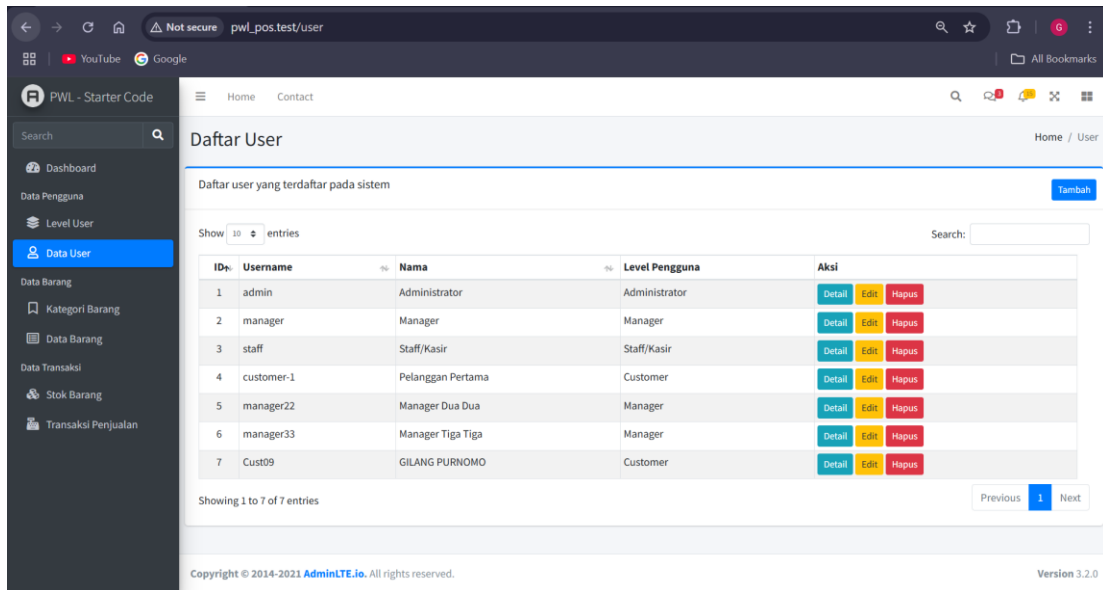 Not secure pwl_pos.test/user
G
YouTube Google
All Bookmarks
PWL - Starter Code
Home Contact
3
15
Search
Daftar User
Home / User
Dashboard
Data Pengguna
Level User
Data User
Data Barang
Kategori Barang
Data Barang
Data Transaksi
Stok Barang
Transaksi Penjualan
Daftar user yang terdaftar pada sistem
Tambah
Show 10 entries
Search:
ID Username Nama Level Pengguna Aksi
1 admin Administrator Administrator Detail Edit Hapus
2 manager Manager Manager Detail Edit Hapus
3 staff Staff/Kasir Staff/Kasir Detail Edit Hapus
4 customer-1 Pelanggan Pertama Customer Detail Edit Hapus
5 manager22 Manager Dua Dua Manager Detail Edit Hapus
6 manager33 Manager Tiga Tiga Manager Detail Edit Hapus
7 Cust09 GILANG PURNOMO Customer Detail Edit Hapus
Showing 1 to 7 of 7 entries
Previous 1 Next
Copyright © 2014-2021 AdminLTE.io. All rights reserved.
Version 3.2.0